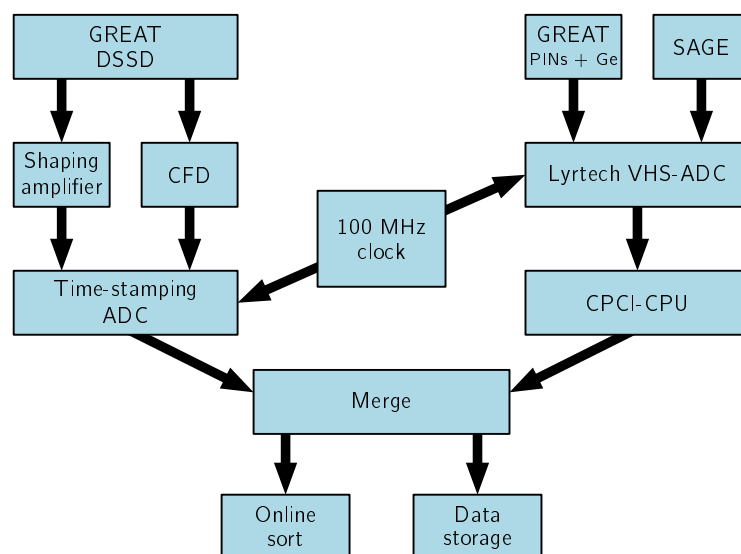 GREAT
DSSD
GREAT
PINs + Ge
SAGE
Shaping
amplifier
CFD
Lyrtech VHS-ADC
100 MHz
clock
Time-stamping
ADC
CPCI-CPU
Merge
Online
sort
Data
storage